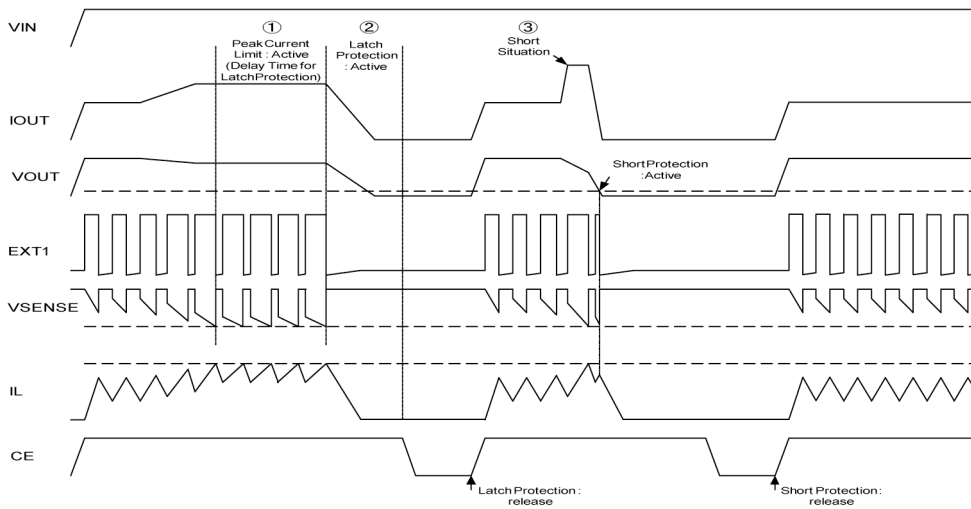 VIN
①
Peak Current
Limit : Active
(Delay Time for
Latch Protection)
②
Latch
Protection
: Active
③
Short
Situation
IOUT
VOUT
Short Protection
: Active
EXT1
VSENSE
IL
CE
Latch Protection :
release
Short Protection :
release